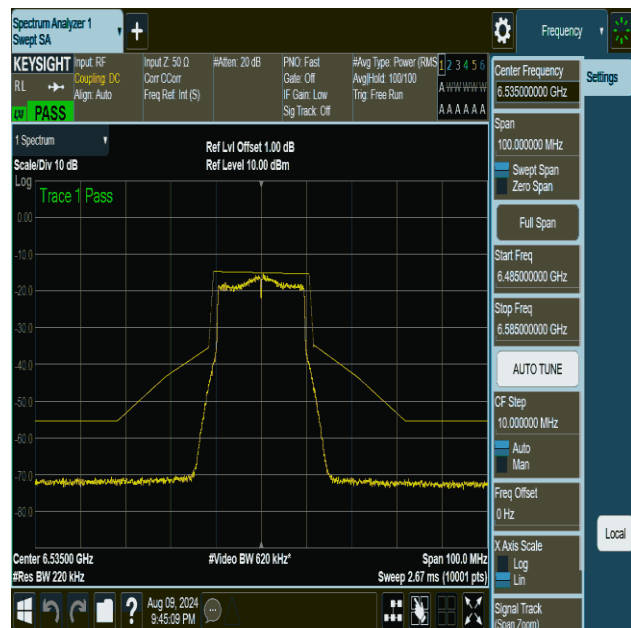 Spectrum Analyzer 1
Swept SA
+
Frequency
KEYSIGHT
RL
PASS
Input: RF
Coupling: DC
Align: Auto
Input Z: 50 Ω
Corr CCorr
Freq Ref: Int (S)
#Atten: 20 dB
PNO: Fast
Gate: Off
IF Gain: Low
Sig Track: Off
#Avg Type: Power (RMS
Avg|Hold: 100/100
Trig: Free Run
1 2 3 4 5 6
A W W W W W
A A A A A A
Center Frequency
6.535000000 GHz
Settings
Span
100.000000 MHz
Swept Span
Zero Span
Full Span
Start Freq
6.485000000 GHz
Stop Freq
6.585000000 GHz
AUTO TUNE
CF Step
10.000000 MHz
Auto
Man
Freq Offset
0 Hz
X Axis Scale
Log
Lin
Signal Track
(Span Zoom)
Local
1 Spectrum
Scale/Div 10 dB
Ref Lvl Offset 1.00 dB
Ref Level 10.00 dBm
Log
Trace 1 Pass
0.00
-10.0
-20.0
-30.0
-40.0
-50.0
-60.0
-70.0
-80.0
Center 6.53500 GHz
#Video BW 620 kHz*
Span 100.0 MHz
#Res BW 220 kHz
Sweep 2.67 ms (10001 pts)
?
Aug 09, 2024
9:45:09 PM